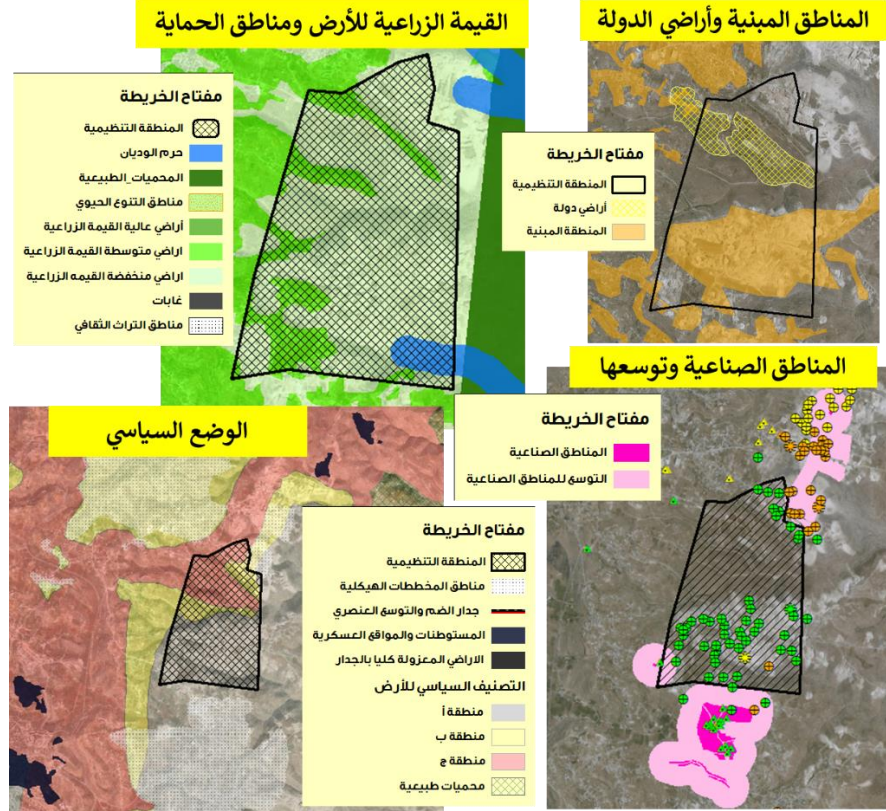 القيمة الزراعية للأرض ومناطق الحماية
مفتاح الخريطة
المنطقة التنظيمية
حرم الوديان
المحميات_الطبيعية
مناطق التنوع الحيوي
أراضي عالية القيمة الزراعية
اراضي متوسطة القيمة الزراعية
اراضي منخفضة القيمه الزراعية
غابات
مناطق التراث الثقافي
المناطق المبنية وأراضي الدولة
مفتاح الخريطة
المنطقة التنظيمية
أراضي دولة
المنطقة المبنية
المناطق الصناعية وتوسعها
مفتاح الخريطة
المناطق الصناعية
التوسع للمناطق الصناعية
الوضع السياسي
مفتاح الخريطة
المنطقة التنظيمية
مناطق المخططات الهيكلية
جدار الضم والتوسع العنصري
المستوطنات والمواقع العسكرية
الاراضي المعزولة كليا بالجدار
التصنيف السياسي للأرض
منطقة أ
منطقة ب
منطقة ج
محميات طبيعية